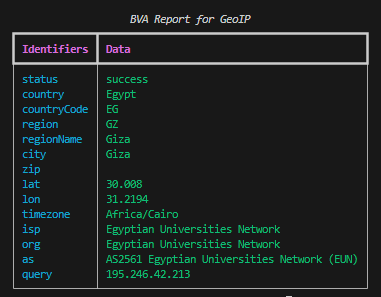 BVA Report for GeoIP
Identifiers Data
status success
country Egypt
countryCode EG
region GZ
regionName Giza
city Giza
zip
lat 30.008
lon 31.2194
timezone Africa/Cairo
isp Egyptian Universities Network
org Egyptian Universities Network
as AS2561 Egyptian Universities Network (EUN)
query 195.246.42.213